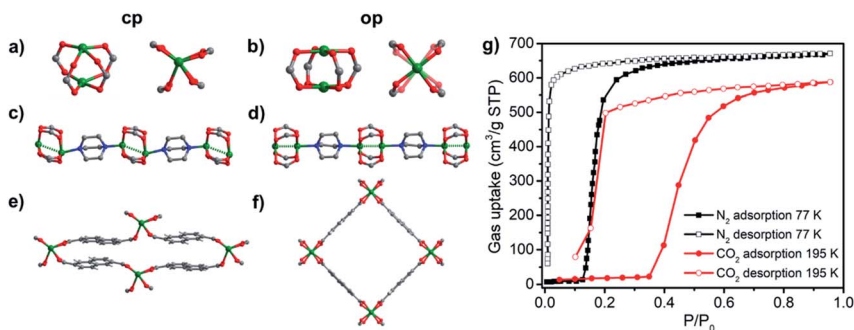 cp
op
a)
b)
c)
d)
e)
f)
g)
Gas uptake (cm³/g STP)
700
600
500
400
300
200
100
0
N₂ adsorption 77 K
N₂ desorption 77 K
CO₂ adsorption 195 K
CO₂ desorption 195 K
0.0 0.2 0.4 0.6 0.8 1.0
P/P₀